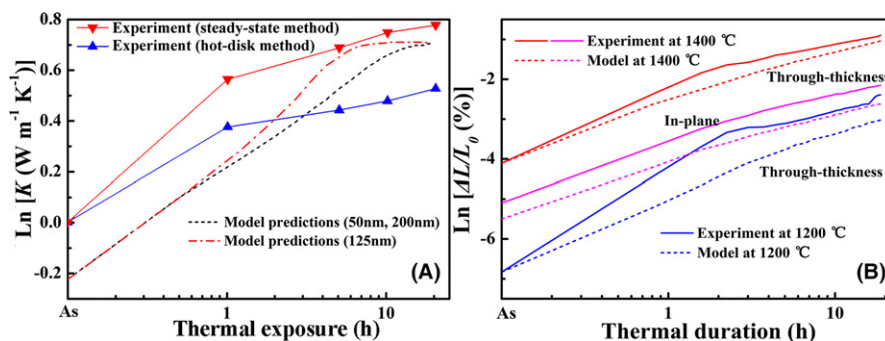 0.8
0.6
0.4
0.2
0.0
-0.2
Ln [K (W m⁻¹ K⁻¹)]
Experiment (steady-state method)
Experiment (hot-disk method)
Model predictions (50nm, 200nm)
Model predictions (125nm)
(A)
As
1
10
Thermal exposure (h)
-2
-4
-6
Ln [ΔL/L₀ (%)]
Experiment at 1400 ℃
Model at 1400 ℃
Through-thickness
In-plane
Through-thickness
Experiment at 1200 ℃
Model at 1200 ℃
(B)
As
1
10
Thermal duration (h)